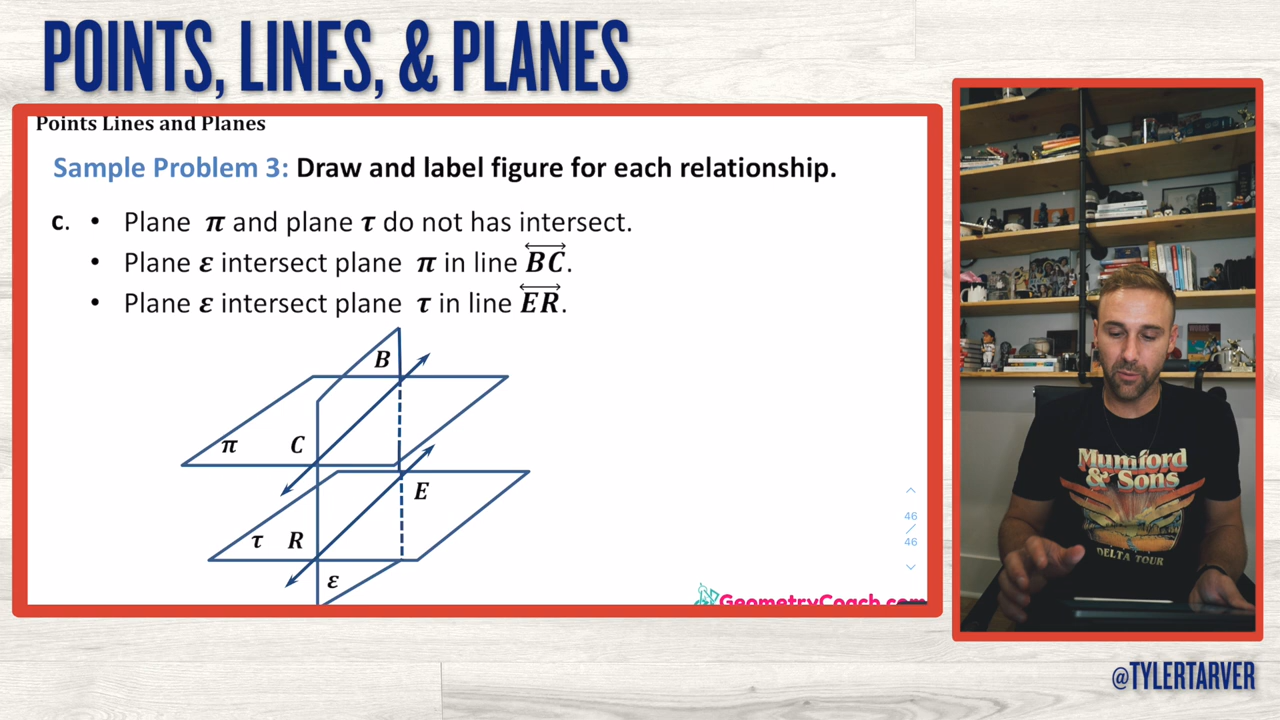 POINTS, LINES, & PLANES
Points Lines and Planes
Sample Problem 3: Draw and label figure for each relationship.
c. • Plane π and plane τ do not has intersect.
• Plane ε intersect plane π in line BC.
• Plane ε intersect plane τ in line ER.
B
π C
E
τ R
ε
46
/
46
GeometryCoach.com
Mumford
& Sons
DELTA TOUR
@TYLERTARVER